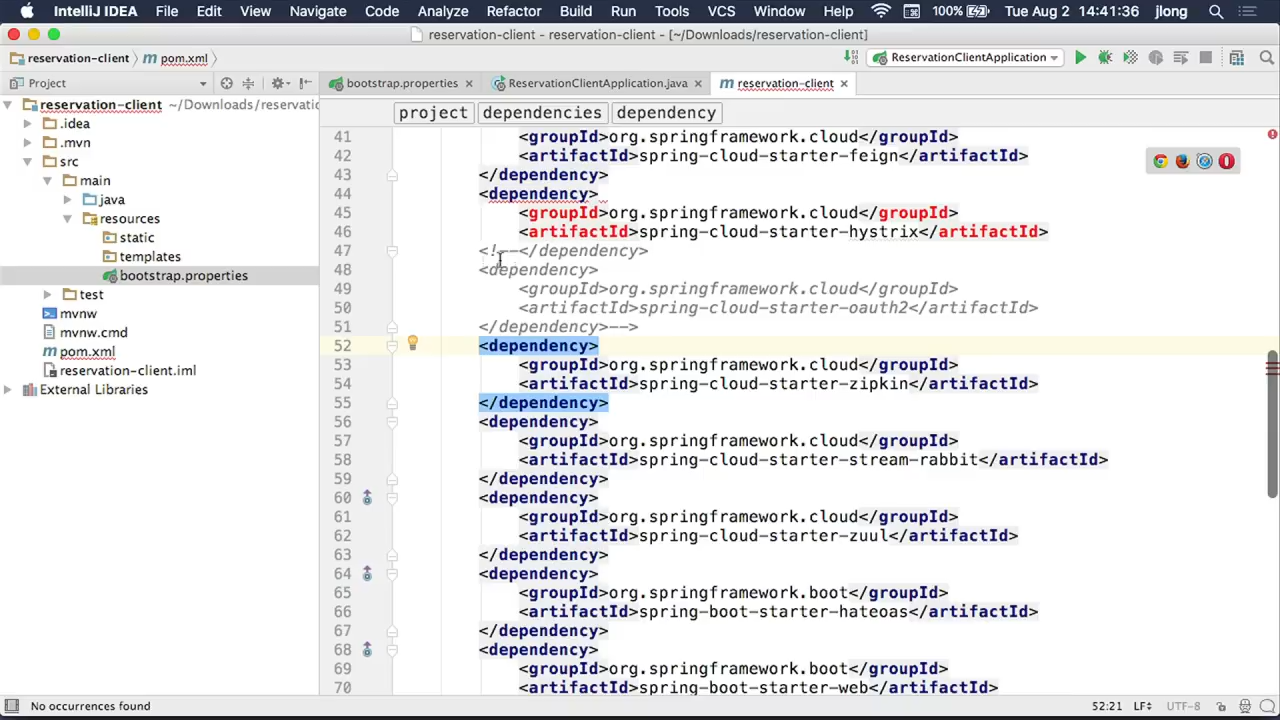 IntelliJ IDEA File Edit View Navigate Code Analyze Refactor Build Run Tools VCS Window Help 100% Tue Aug 2 14:41:36 jlong
reservation-client - reservation-client - [~/Downloads/reservation-client]
reservation-client pom.xml ReservationClientApplication
Project bootstrap.properties ReservationClientApplication.java reservation-client
reservation-client ~/Downloads/reservati
project dependencies dependency
.idea
.mvn
src
main
java
resources
static
templates
bootstrap.properties
test
mvnw
mvnw.cmd
pom.xml
reservation-client.iml
External Libraries
41 <groupId>org.springframework.cloud</groupId>
42 <artifactId>spring-cloud-starter-feign</artifactId>
43 </dependency>
44 <dependency>
45 <groupId>org.springframework.cloud</groupId>
46 <artifactId>spring-cloud-starter-hystrix</artifactId>
47 <!--</dependency>
48 <dependency>
49 <groupId>org.springframework.cloud</groupId>
50 <artifactId>spring-cloud-starter-oauth2</artifactId>
51 </dependency>-->
52 <dependency>
53 <groupId>org.springframework.cloud</groupId>
54 <artifactId>spring-cloud-starter-zipkin</artifactId>
55 </dependency>
56 <dependency>
57 <groupId>org.springframework.cloud</groupId>
58 <artifactId>spring-cloud-starter-stream-rabbit</artifactId>
59 </dependency>
60 <dependency>
61 <groupId>org.springframework.cloud</groupId>
62 <artifactId>spring-cloud-starter-zuul</artifactId>
63 </dependency>
64 <dependency>
65 <groupId>org.springframework.boot</groupId>
66 <artifactId>spring-boot-starter-hateoas</artifactId>
67 </dependency>
68 <dependency>
69 <groupId>org.springframework.boot</groupId>
70 <artifactId>spring-boot-starter-web</artifactId>
No occurrences found 52:21 LF UTF-8